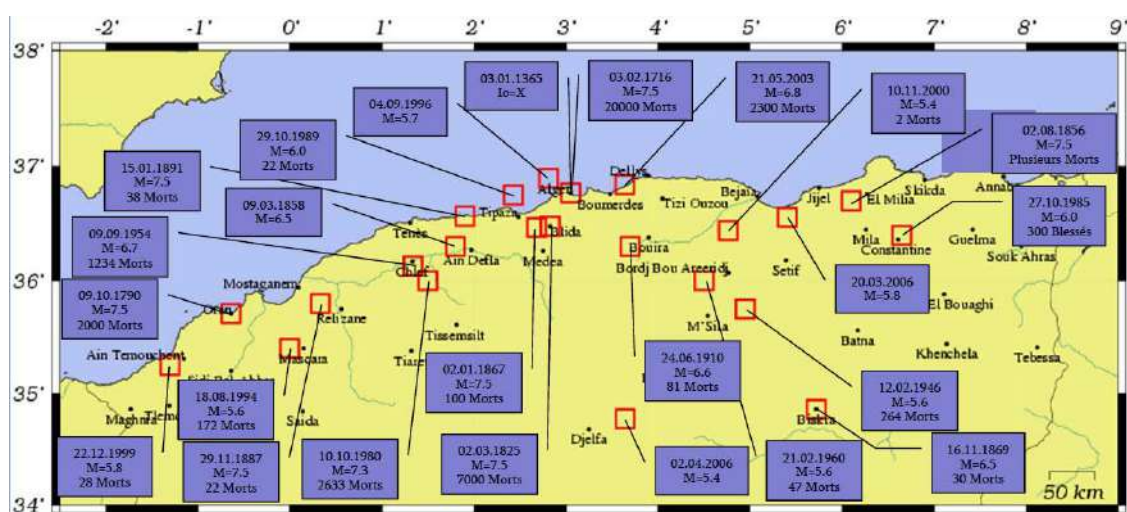 -2' -1' 0' 1' 2' 3' 4' 5' 6' 7' 8' 9'
38'
37'
36'
35'
34'
03.01.1365
Io=X
03.02.1716
M=7.5
20000 Morts
21.05.2003
M=6.8
2300 Morts
10.11.2000
M=5.4
2 Morts
04.09.1996
M=5.7
02.08.1856
M=7.5
Plusieurs Morts
29.10.1989
M=6.0
22 Morts
15.01.1891
M=7.5
38 Morts
09.03.1858
M=6.5
27.10.1985
M=6.0
300 Blessés
09.09.1954
M=6.7
1234 Morts
20.03.2006
M=5.8
09.10.1790
M=7.5
2000 Morts
02.01.1867
M=7.5
100 Morts
24.06.1910
M=6.6
81 Morts
12.02.1946
M=5.6
264 Morts
18.08.1994
M=5.6
172 Morts
22.12.1999
M=5.8
28 Morts
29.11.1887
M=7.5
22 Morts
10.10.1980
M=7.3
2633 Morts
02.03.1825
M=7.5
7000 Morts
02.04.2006
M=5.4
21.02.1960
M=5.6
47 Morts
16.11.1869
M=6.5
30 Morts
Boumerdes
Tizi Ouzou
Bejaia
Jijel
El Milia
Skikda
Tipaza
Tenes
Blida
Medea
Ain Defla
Chlef
Bouira
Bordj Bou
Setif
Mila
Constantine
Guelma
Souk Ahras
Mostaganem
Oran
Relizane
Tissemsilt
M'Sila
El Bouaghi
Batna
Khenchela
Tebessa
Ain Temouchent
Mascara
Maghnia
Saida
Djelfa
Biskra
50 km